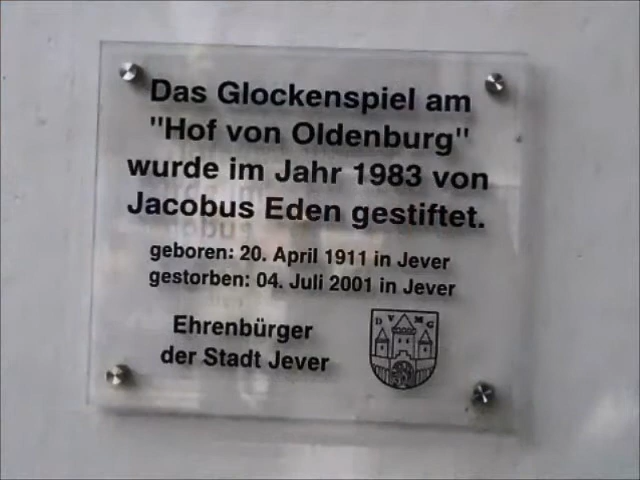 Das Glockenspiel am
"Hof von Oldenburg"
wurde im Jahr 1983 von
Jacobus Eden gestiftet.
geboren: 20. April 1911 in Jever
gestorben: 04. Juli 2001 in Jever
Ehrenbürger
der Stadt Jever
D V M G